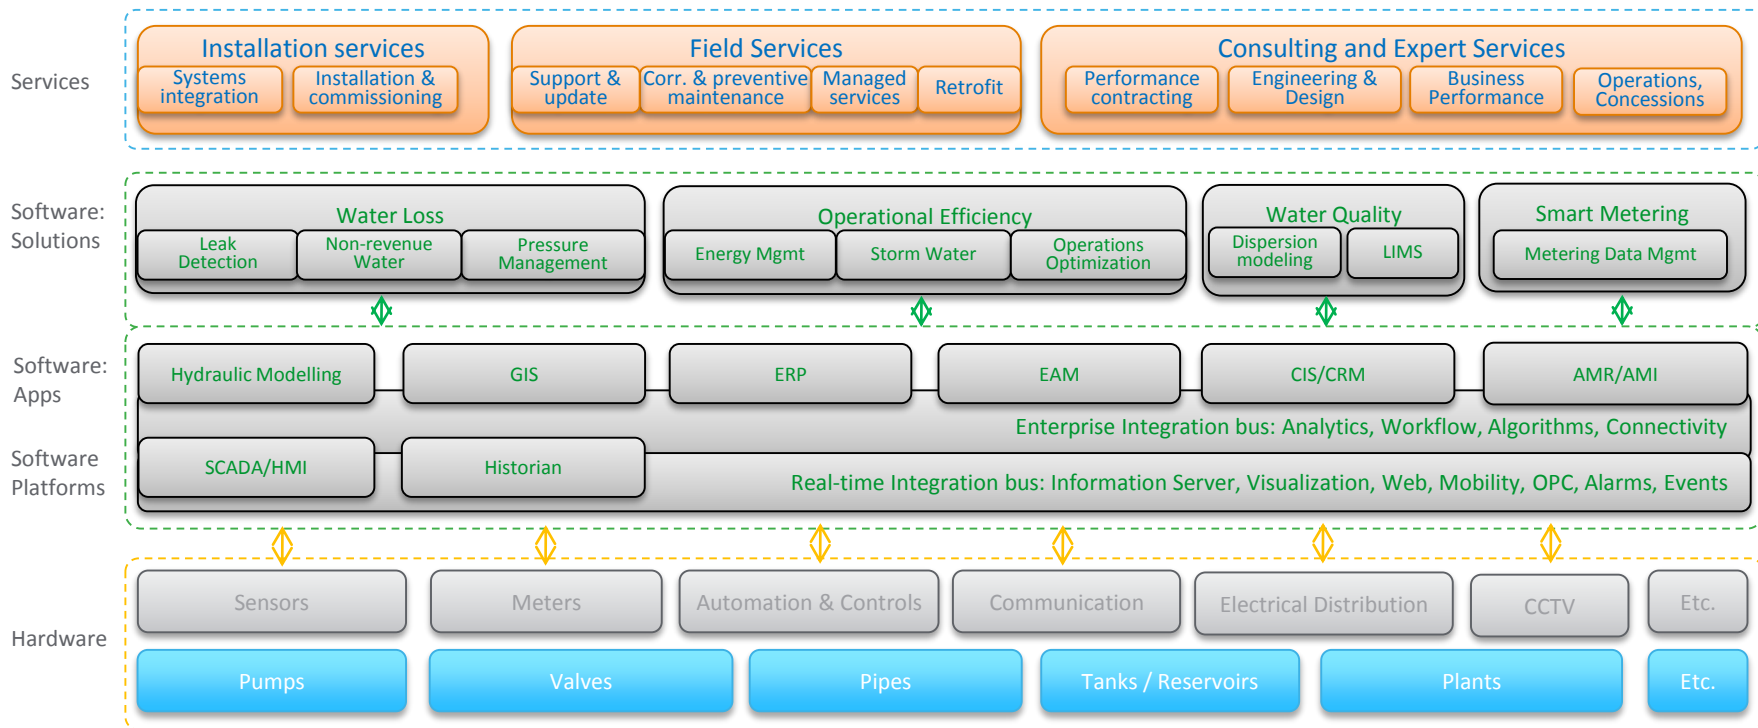 Services
Installation services
Systems
integration
Installation &
commissioning
Field Services
Support &
update
Corr. & preventive
maintenance
Managed
services
Retrofit
Consulting and Expert Services
Performance
contracting
Engineering &
Design
Business
Performance
Operations,
Concessions
Software:
Solutions
Water Loss
Leak
Detection
Non-revenue
Water
Pressure
Management
Operational Efficiency
Energy Mgmt
Storm Water
Operations
Optimization
Water Quality
Dispersion
modeling
LIMS
Smart Metering
Metering Data Mgmt
Software:
Apps
Hydraulic Modelling
GIS
ERP
EAM
CIS/CRM
AMR/AMI
Enterprise Integration bus: Analytics, Workflow, Algorithms, Connectivity
Software
Platforms
SCADA/HMI
Historian
Real-time Integration bus: Information Server, Visualization, Web, Mobility, OPC, Alarms, Events
Hardware
Sensors
Meters
Automation & Controls
Communication
Electrical Distribution
CCTV
Etc.
Pumps
Valves
Pipes
Tanks / Reservoirs
Plants
Etc.